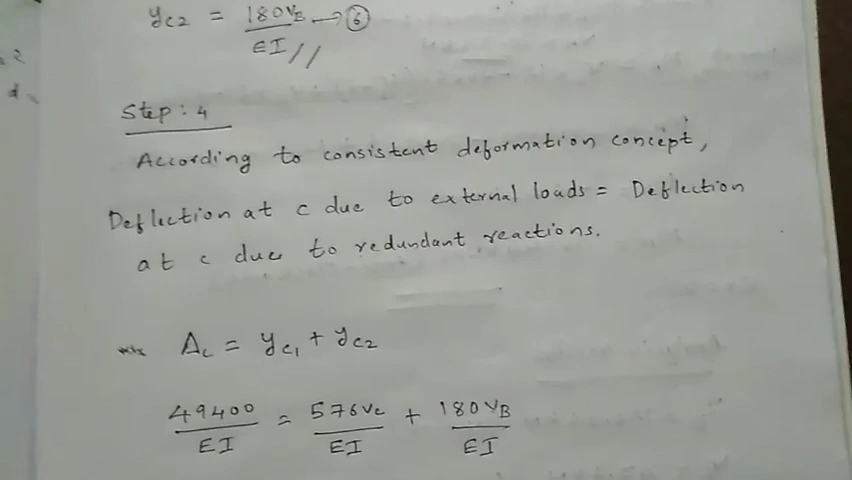 yc2 = 180VB/EI → ⑥
Step: 4
According to consistent deformation concept,
Deflection at c due to external loads = Deflection
at c due to redundant reactions.
Δc = yc1 + yc2
49400/EI = 576Vc/EI + 180VB/EI